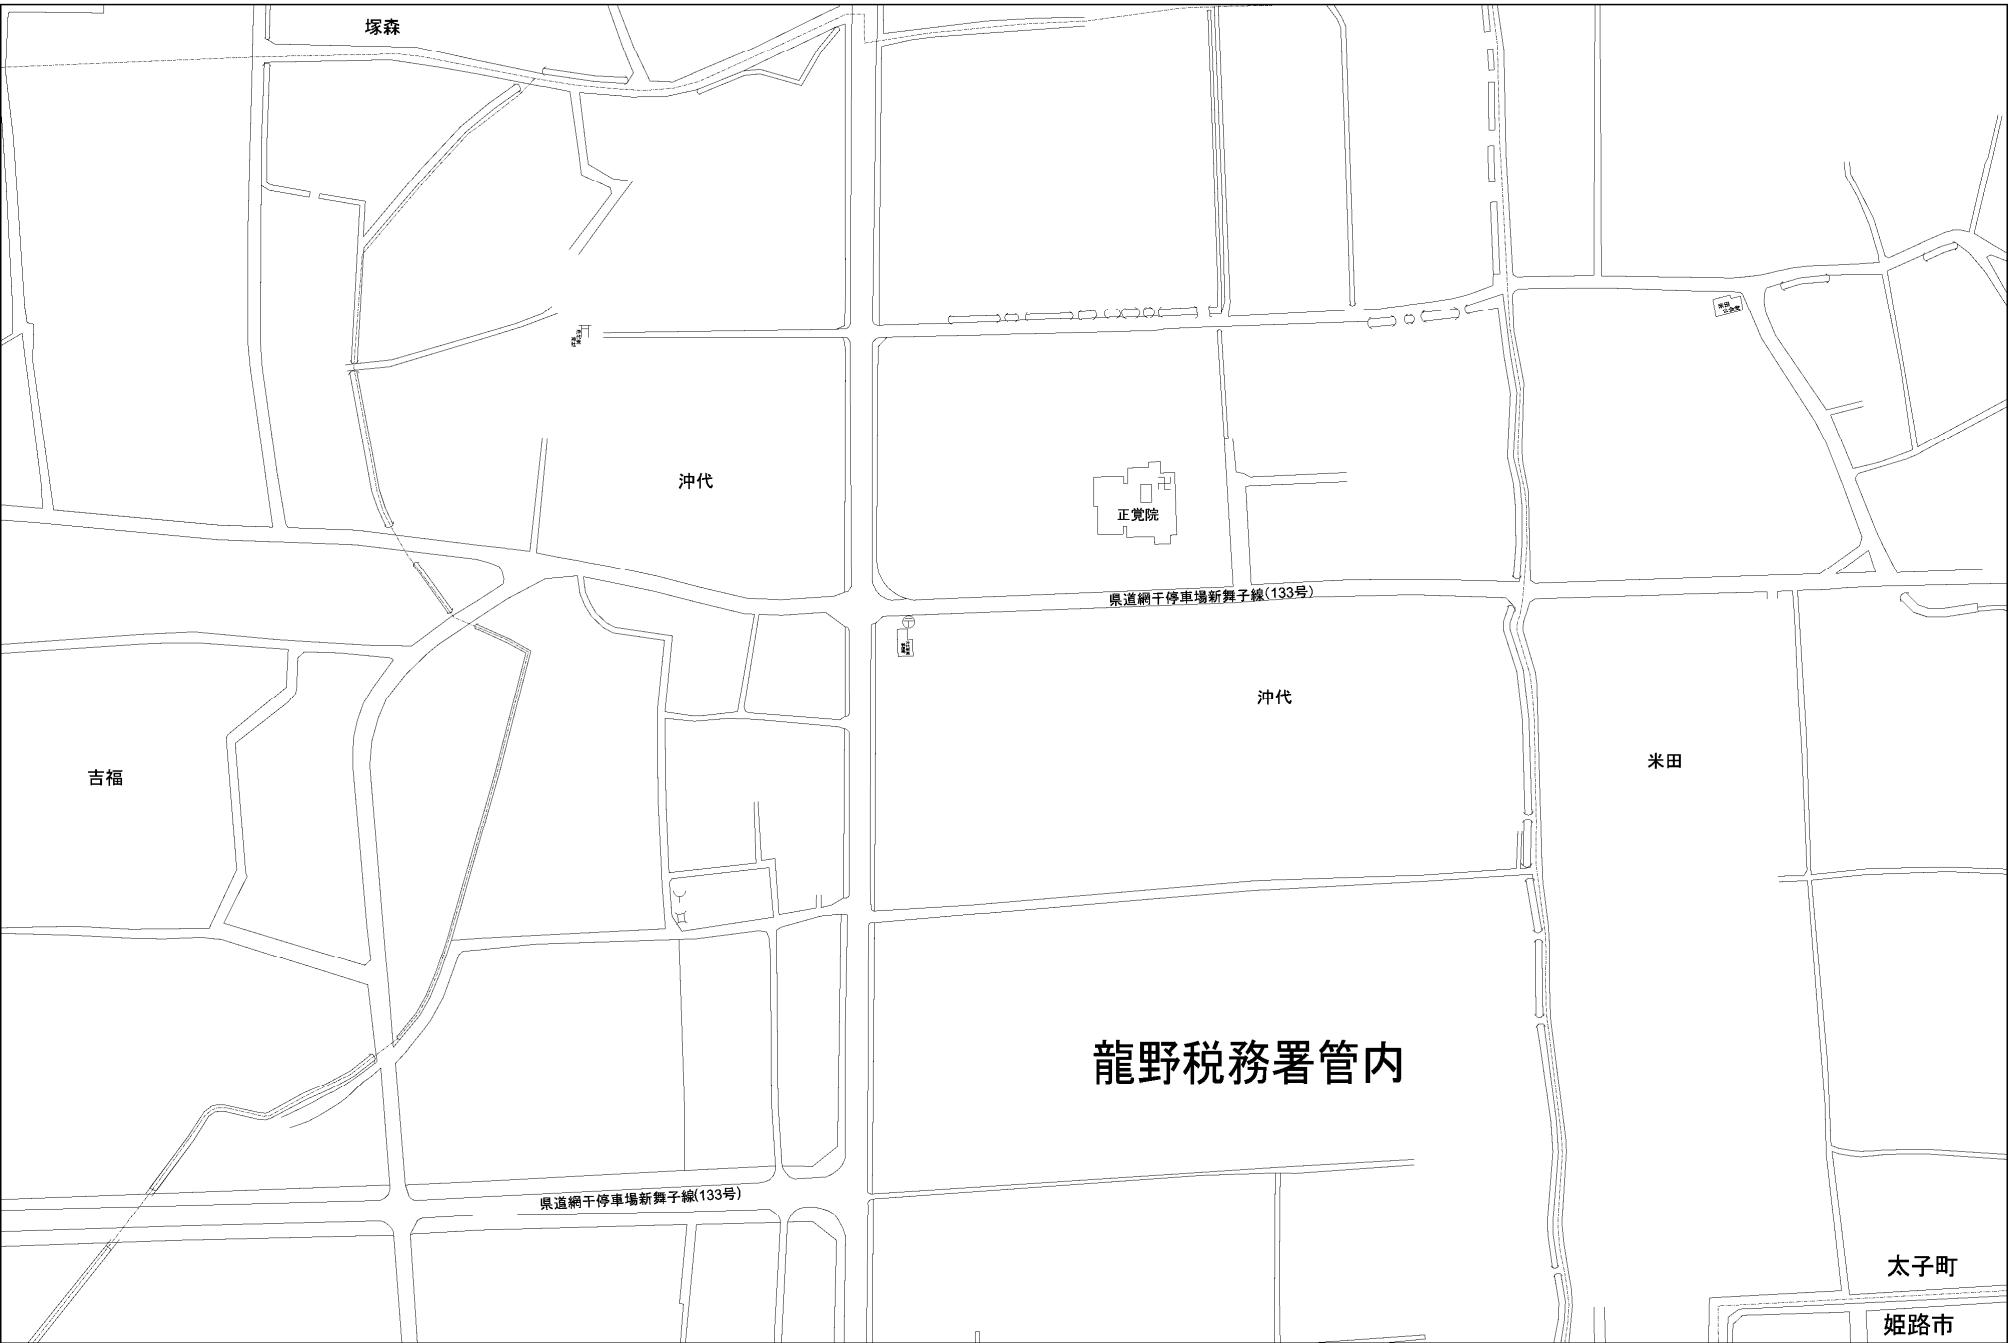 塚森
沖代
正覚院
県道網干停車場新舞子線(133号)
沖代
米田
吉福
龍野税務署管内
県道網干停車場新舞子線(133号)
太子町
姫路市